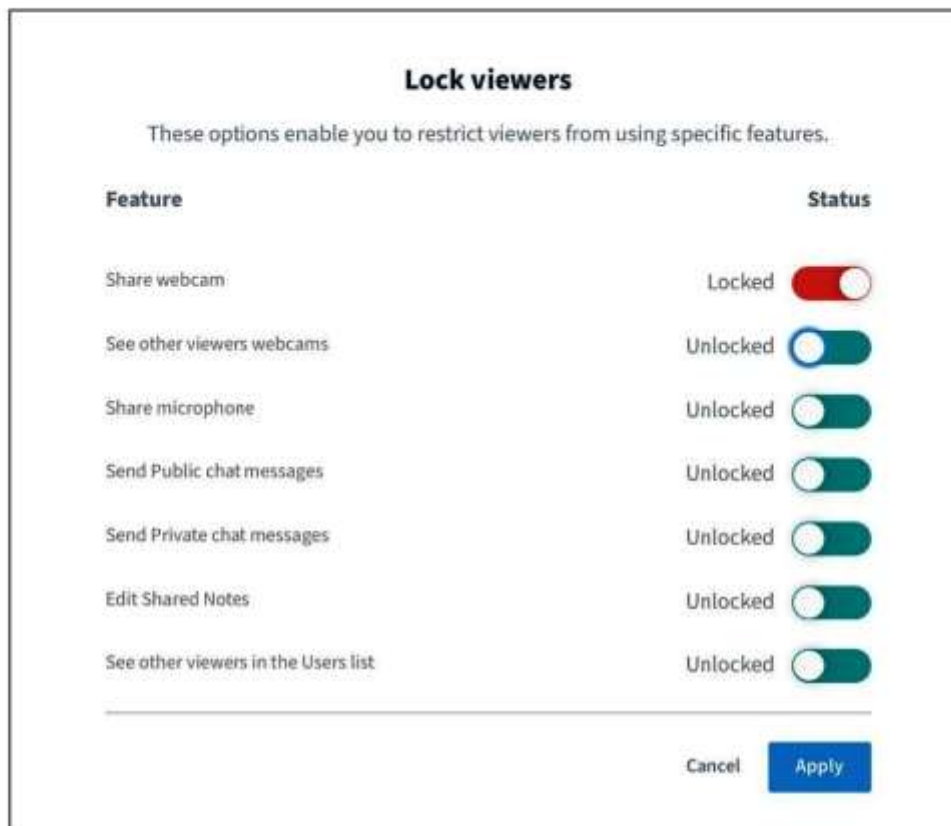 Lock viewers
These options enable you to restrict viewers from using specific features.
Feature Status
Share webcam Locked
See other viewers webcams Unlocked
Share microphone Unlocked
Send Public chat messages Unlocked
Send Private chat messages Unlocked
Edit Shared Notes Unlocked
See other viewers in the Users list Unlocked
Cancel Apply